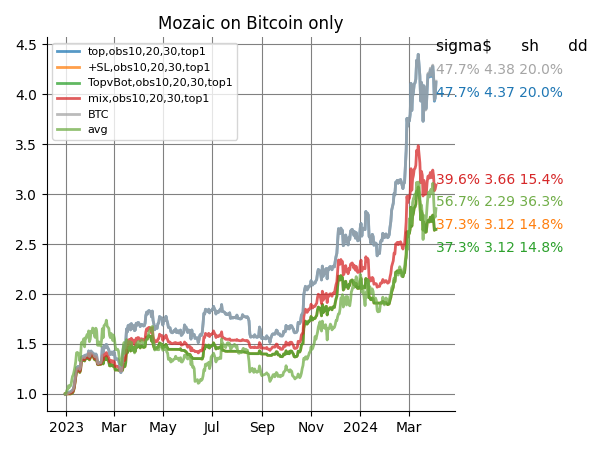 Mozaic on Bitcoin only
sigma$ sh dd
4.5
4.0
3.5
3.0
2.5
2.0
1.5
1.0
top,obs10,20,30,top1
+SL,obs10,20,30,top1
TopvBot,obs10,20,30,top1
mix,obs10,20,30,top1
BTC
avg
47.7% 4.38 20.0%
47.7% 4.37 20.0%
39.6% 3.66 15.4%
56.7% 2.29 36.3%
37.3% 3.12 14.8%
37.3% 3.12 14.8%
2023 Mar May Jul Sep Nov 2024 Mar